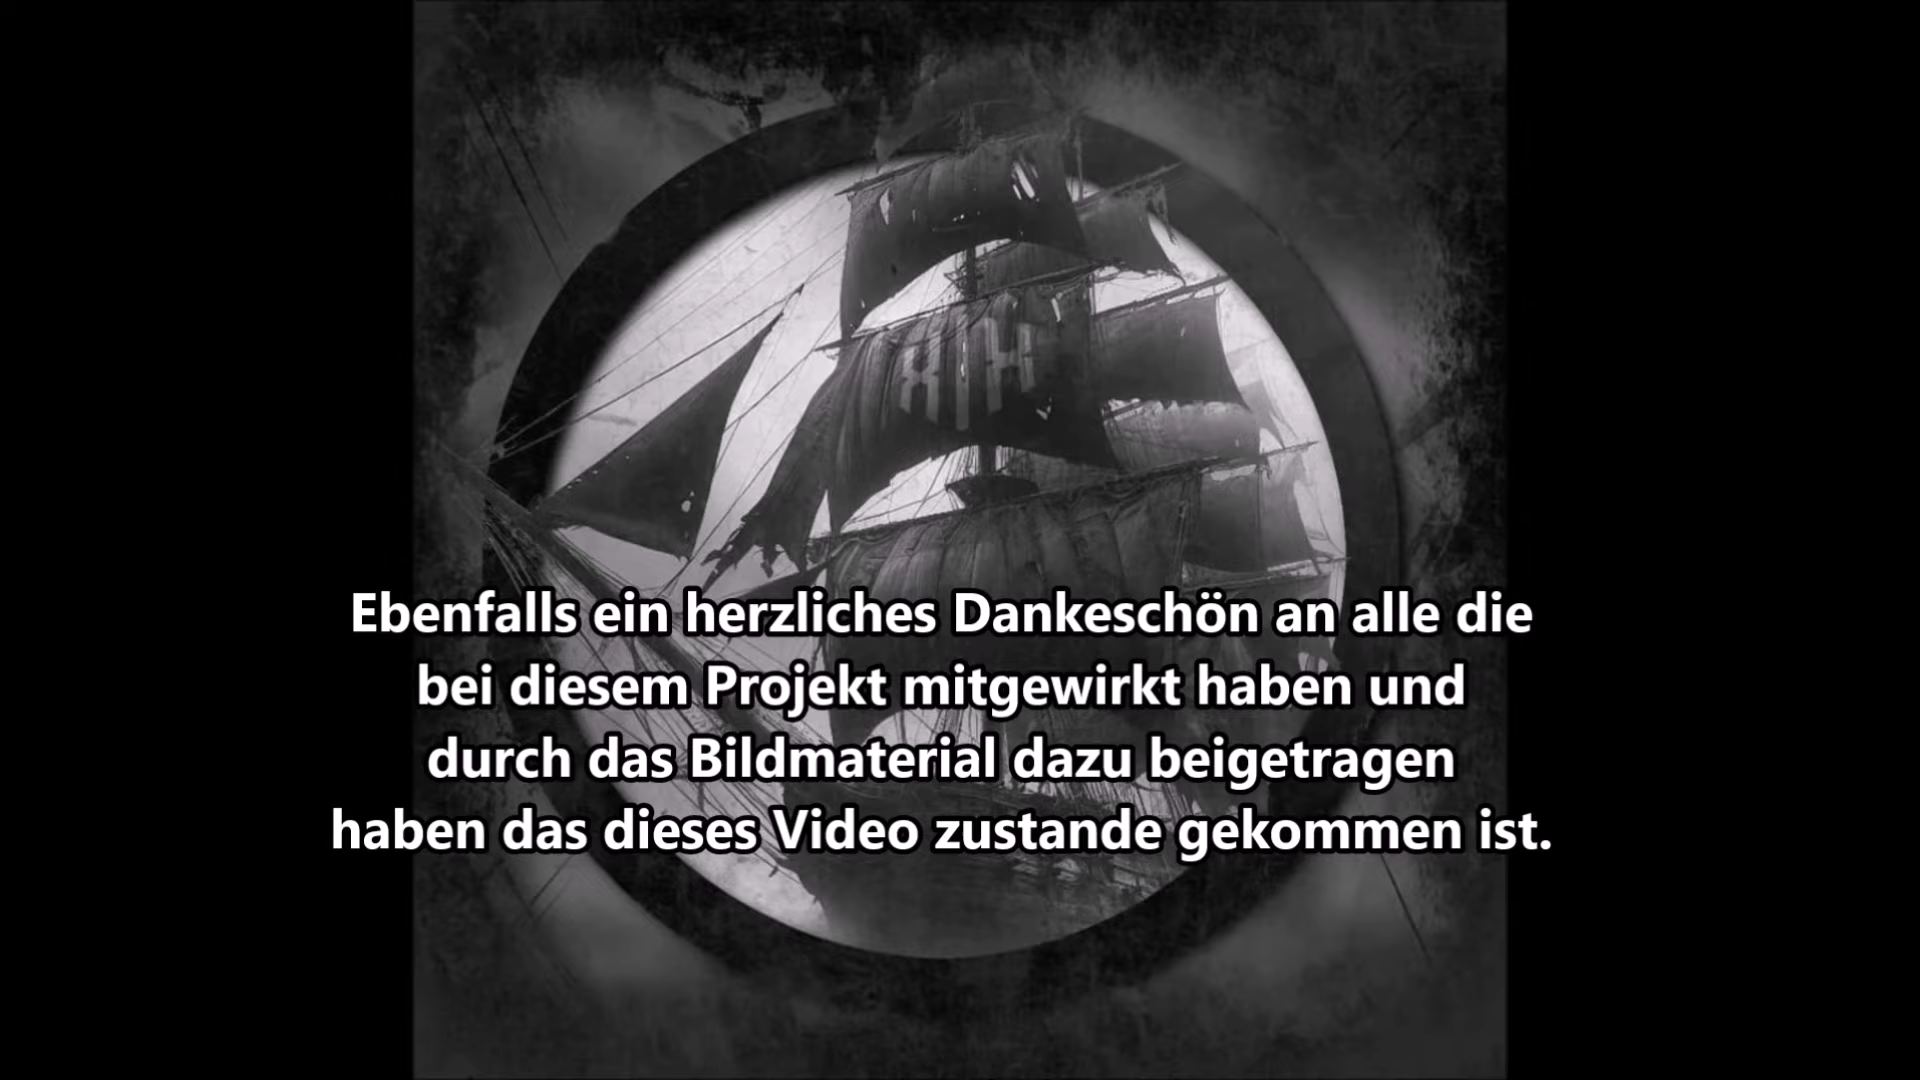 Ebenfalls ein herzliches Dankeschön an alle die
bei diesem Projekt mitgewirkt haben und
durch das Bildmaterial dazu beigetragen
haben das dieses Video zustande gekommen ist.